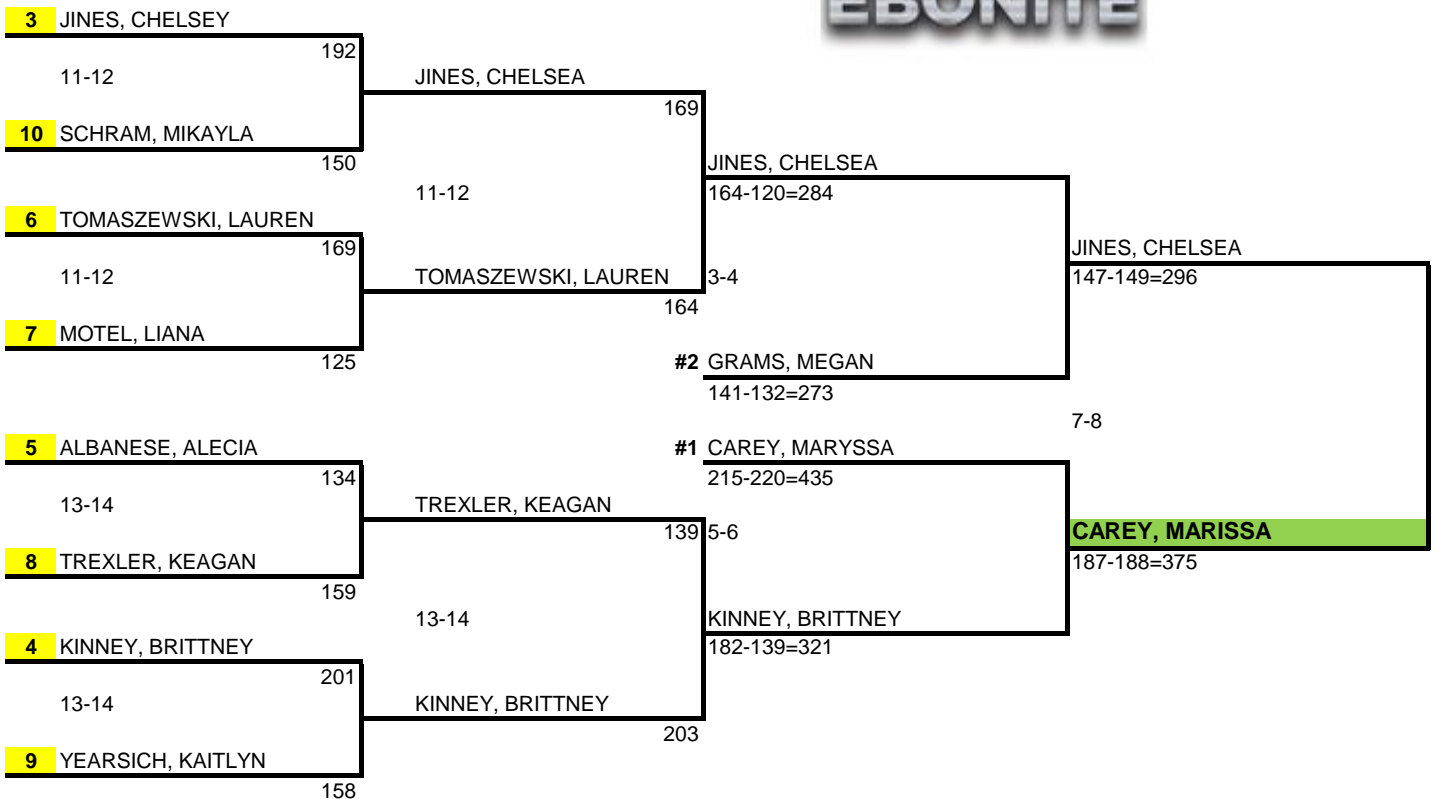 EBONITE
3 JINES, CHELSEY
192
11-12 JINES, CHELSEA
169
10 SCHRAM, MIKAYLA
150 JINES, CHELSEA
11-12 164-120=284
6 TOMASZEWSKI, LAUREN
169 JINES, CHELSEA
11-12 TOMASZEWSKI, LAUREN 3-4 147-149=296
164
7 MOTEL, LIANA
125 #2 GRAMS, MEGAN
141-132=273
7-8
5 ALBANESE, ALECIA #1 CAREY, MARYSSA
134 215-220=435
13-14 TREXLER, KEAGAN
139 5-6 CAREY, MARISSA
8 TREXLER, KEAGAN 187-188=375
159
13-14 KINNEY, BRITTNEY
4 KINNEY, BRITTNEY 182-139=321
201
13-14 KINNEY, BRITTNEY
203
9 YEARSICH, KAITLYN
158